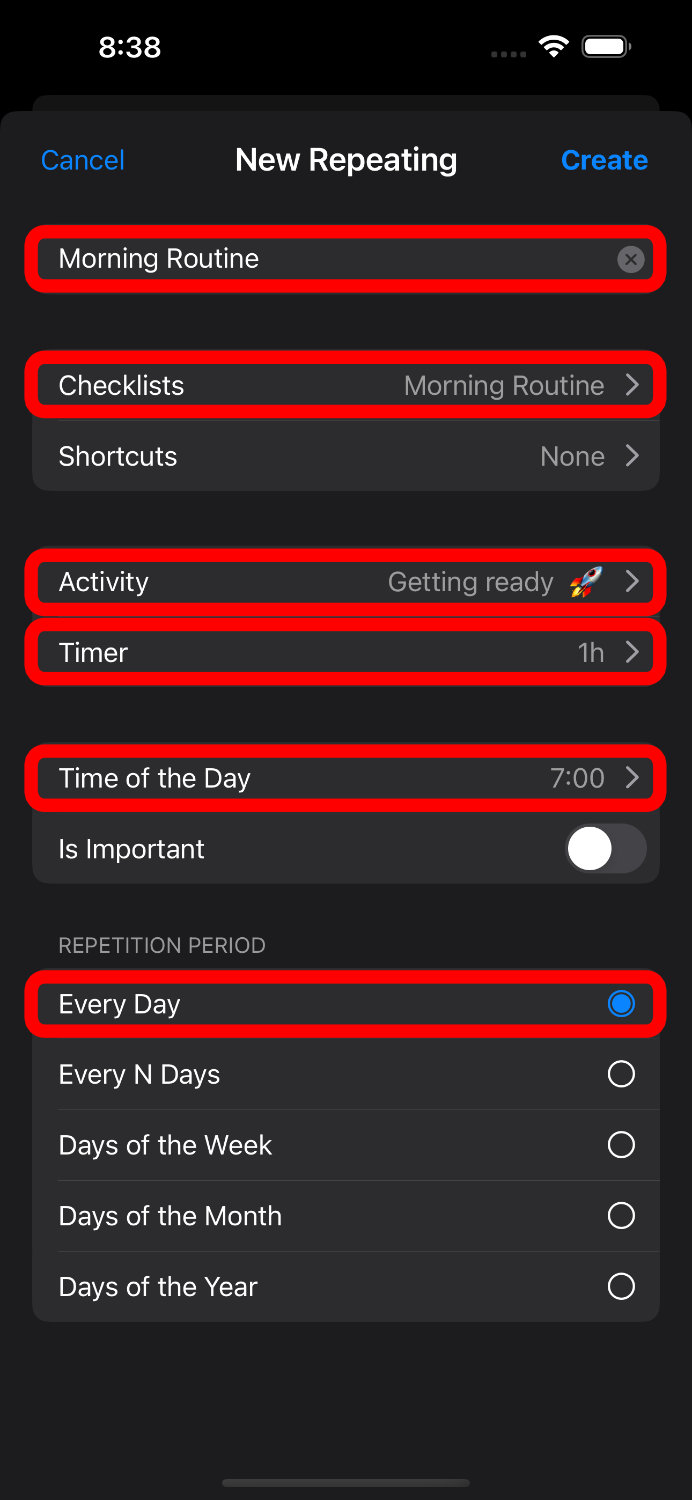 8:38
Cancel New Repeating Create
Morning Routine
Checklists Morning Routine
Shortcuts None
Activity Getting ready 🚀
Timer 1h
Time of the Day 7:00
Is Important
REPETITION PERIOD
Every Day
Every N Days
Days of the Week
Days of the Month
Days of the Year